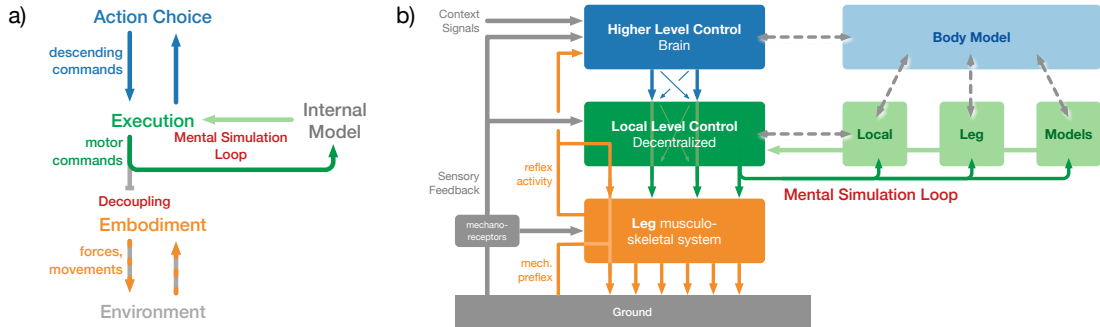 a)
Action Choice
descending
commands
Execution
Internal
Model
Mental Simulation
Loop
motor
commands
Decoupling
Embodiment
forces,
movements
Environment
b)
Context
Signals
Higher Level Control
Brain
Body Model
Local Level Control
Decentralized
Local
Leg
Models
reflex
activity
Sensory
Feedback
Mental Simulation Loop
mechano-
receptors
Leg musculo-
skeletal system
mech.
preflex
Ground